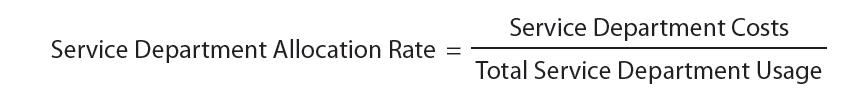 Service Department Costs
Service Department Allocation Rate =
Total Service Department Usage